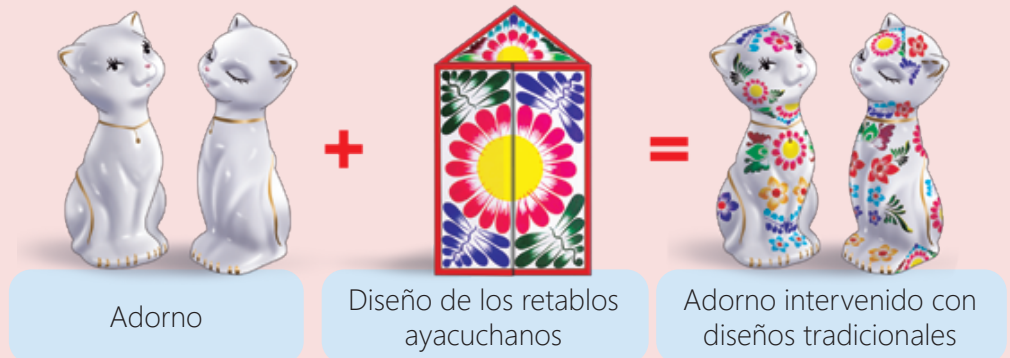 +
=
Adorno
Diseño de los retablos
ayacuchanos
Adorno intervenido con
diseños tradicionales